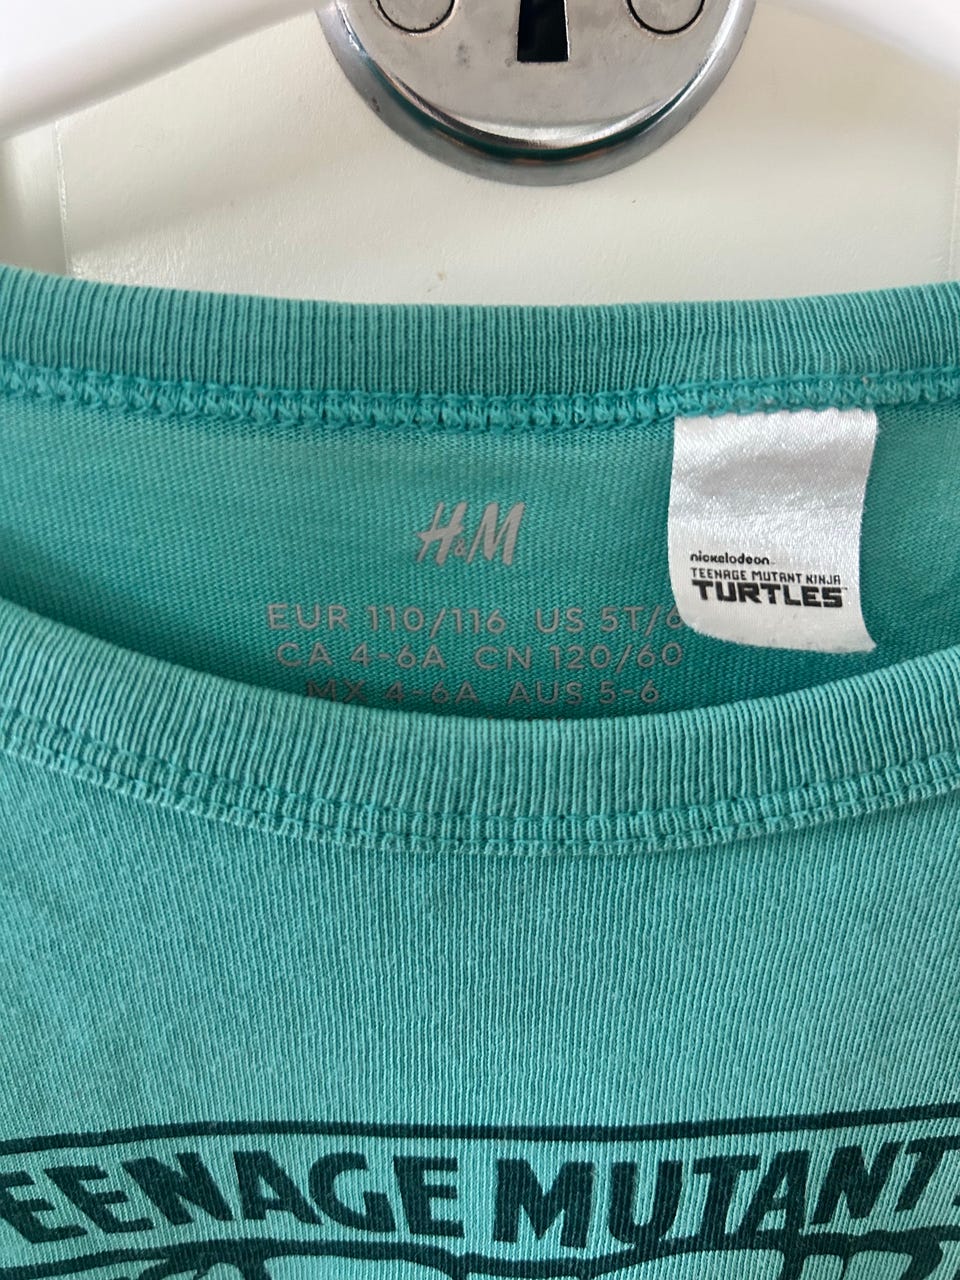 H&M
nickelodeon
TEENAGE MUTANT NINJA
TURTLES™
EUR 110/116 US 5T/6
CA 4-6A CN 120/60
MX 4-6A AUS 5-6
EENAGE MUTANT